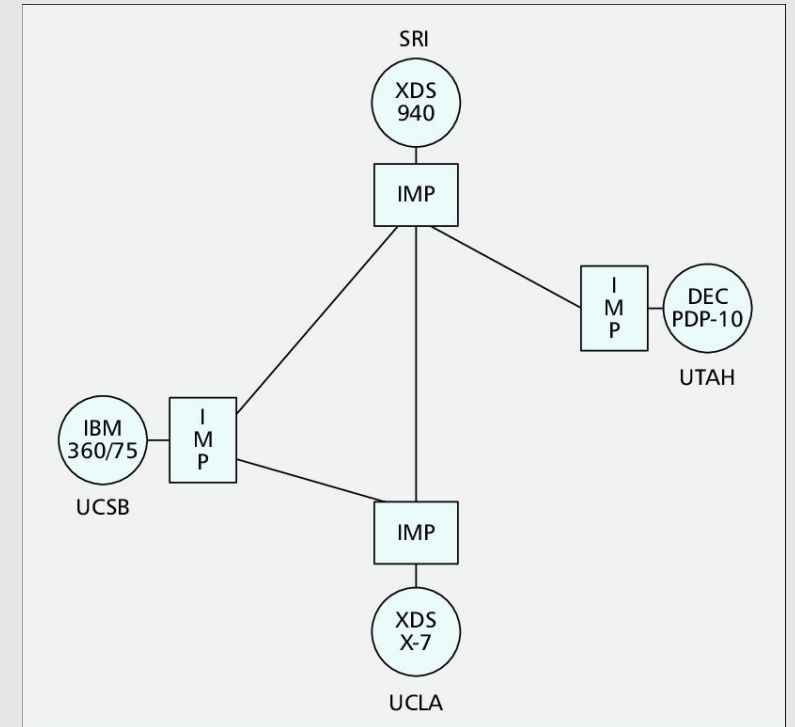 SRI
XDS
940
IMP
I
M
P
DEC
PDP-10
UTAH
IBM
360/75
I
M
P
UCSB
IMP
XDS
X-7
UCLA